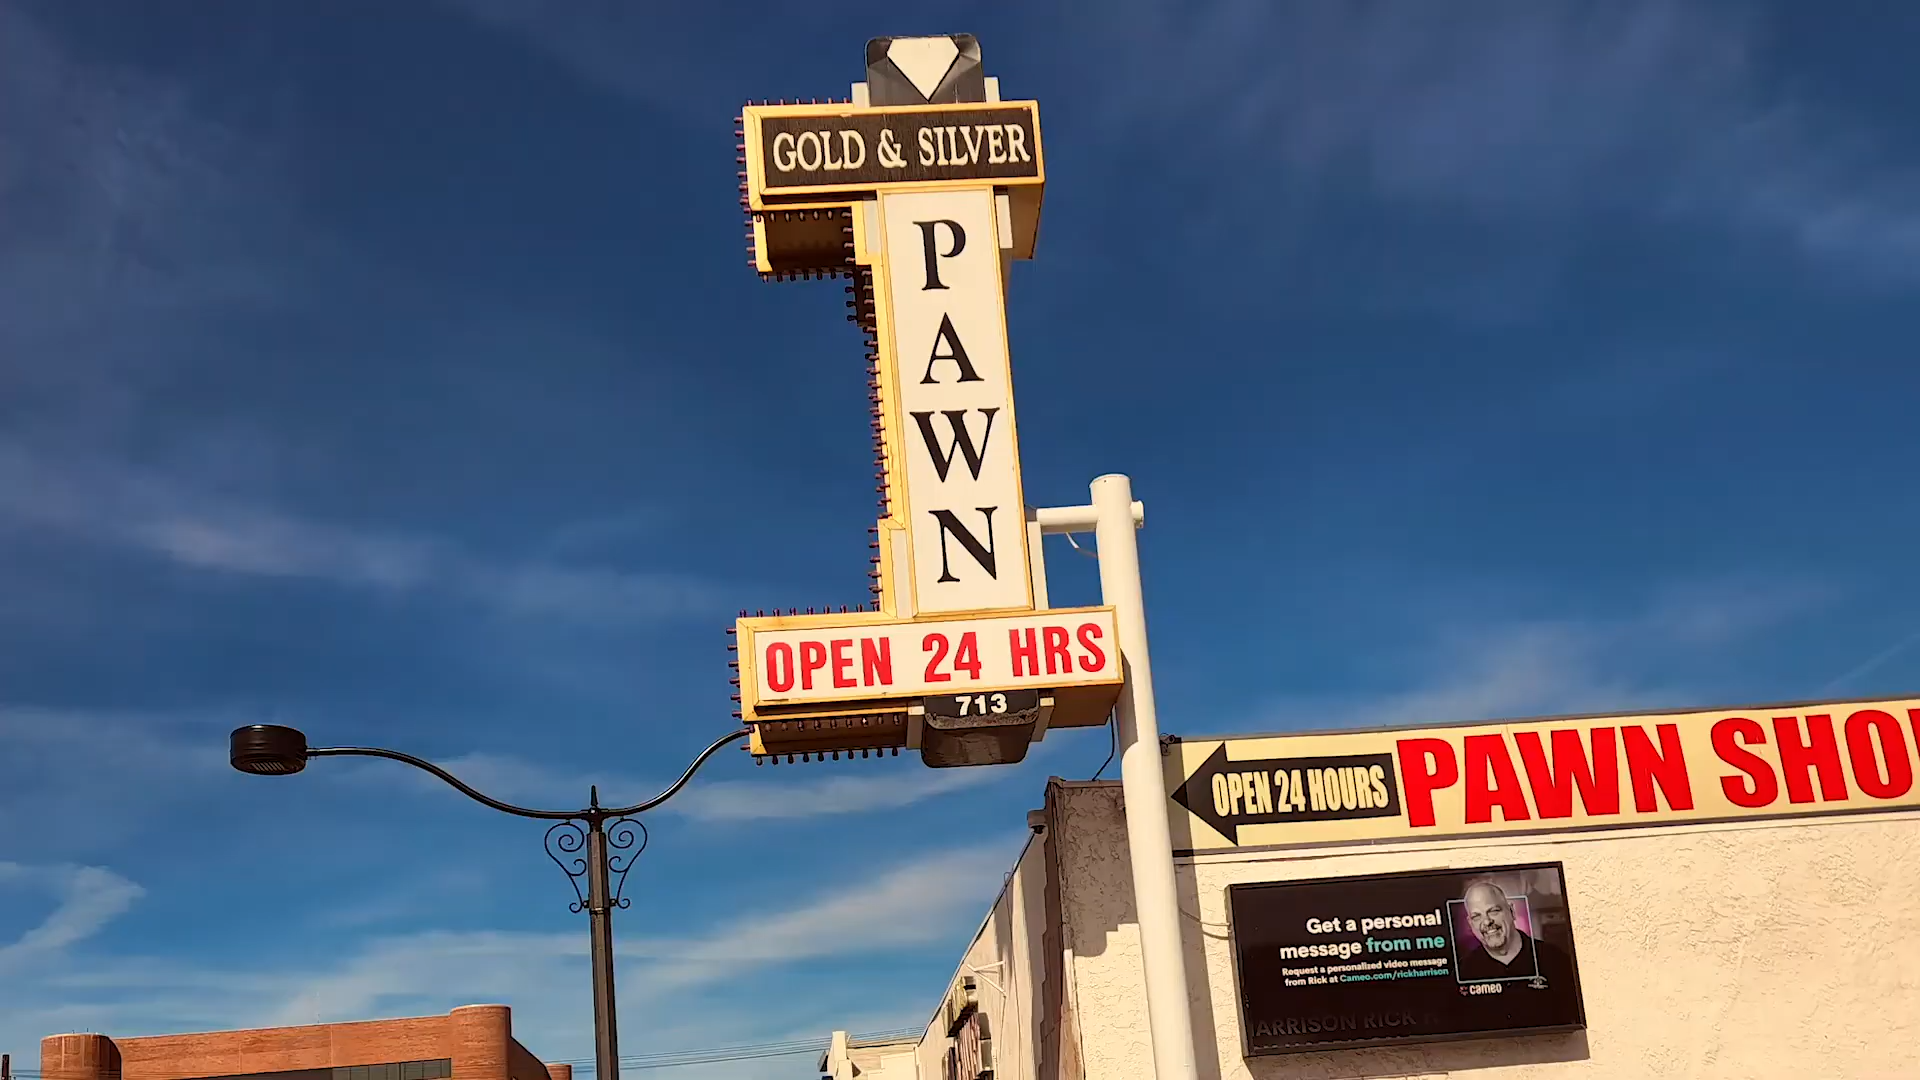 GOLD & SILVER
PAWN
OPEN 24 HRS
713
OPEN 24 HOURS
PAWN SHO
Get a personal
message from me
Request a personalized video message
from Rick at Cameo.com/rickharrison
cameo
ARRISON RICK